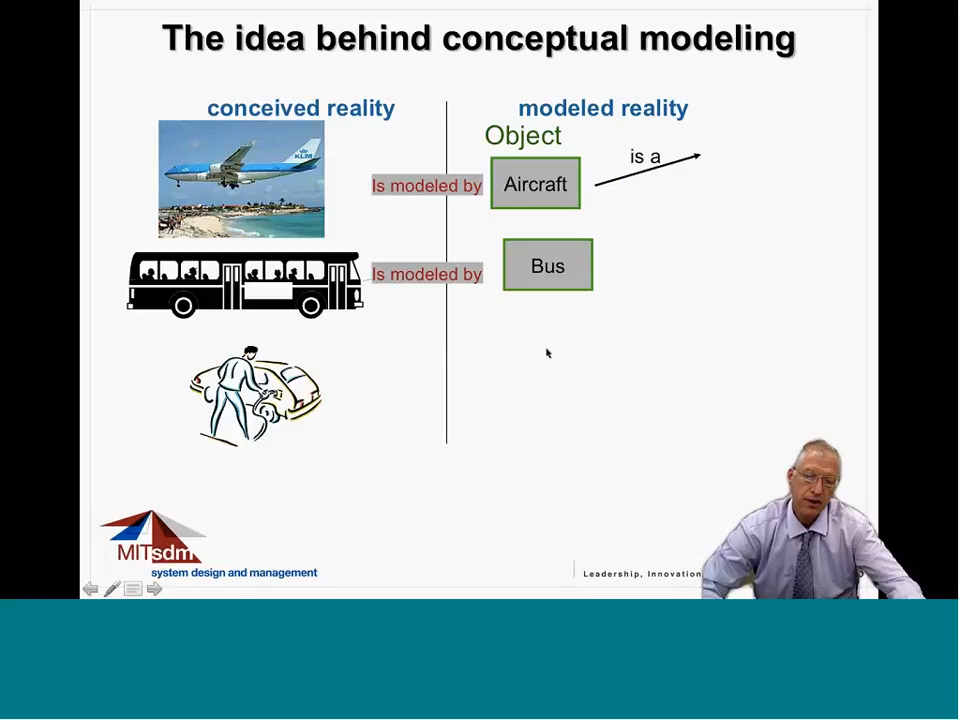 The idea behind conceptual modeling
conceived reality
modeled reality
Object
KLM
Is modeled by
Aircraft
is a
Is modeled by
Bus
MITsdm
system design and management
Leadership, Innovation